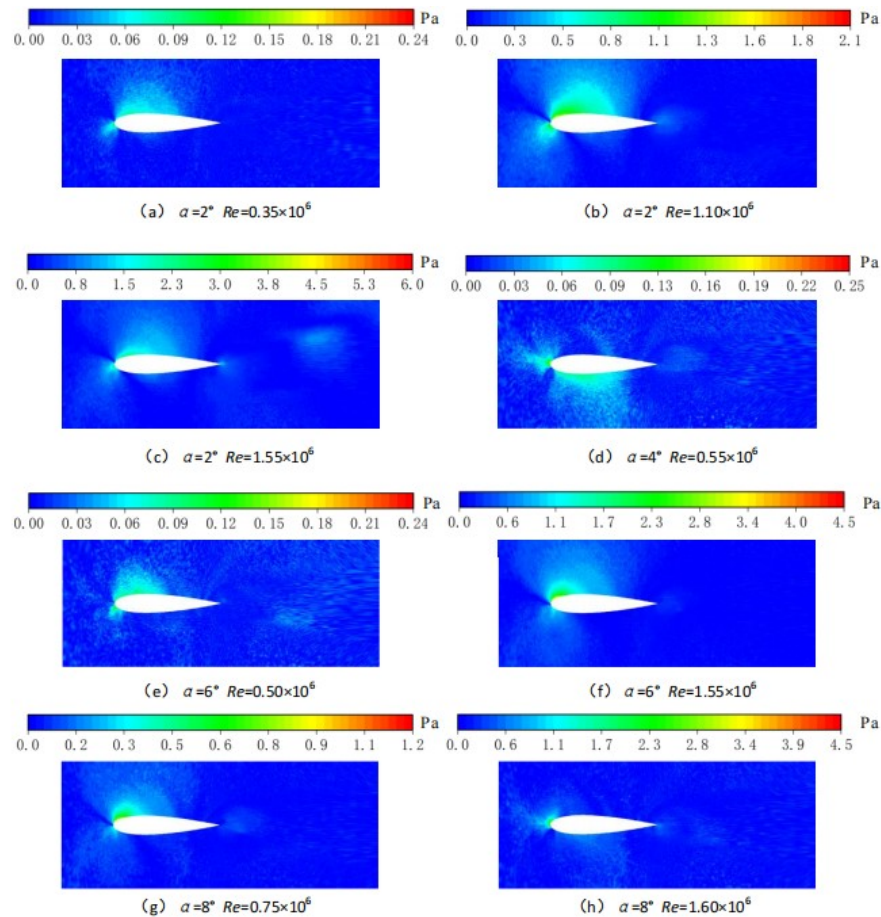 Pa
0.00 0.03 0.06 0.09 0.12 0.15 0.18 0.21 0.24
(a) α=2° Re=0.35×10⁶
Pa
0.0 0.3 0.5 0.8 1.1 1.3 1.6 1.8 2.1
(b) α=2° Re=1.10×10⁶
Pa
0.0 0.8 1.5 2.3 3.0 3.8 4.5 5.3 6.0
(c) α=2° Re=1.55×10⁶
Pa
0.00 0.03 0.06 0.09 0.13 0.16 0.19 0.22 0.25
(d) α=4° Re=0.55×10⁶
Pa
0.00 0.03 0.06 0.09 0.12 0.15 0.18 0.21 0.24
(e) α=6° Re=0.50×10⁶
Pa
0.0 0.6 1.1 1.7 2.3 2.8 3.4 4.0 4.5
(f) α=6° Re=1.55×10⁶
Pa
0.0 0.2 0.3 0.5 0.6 0.8 0.9 1.1 1.2
(g) α=8° Re=0.75×10⁶
Pa
0.0 0.6 1.1 1.7 2.3 2.8 3.4 3.9 4.5
(h) α=8° Re=1.60×10⁶